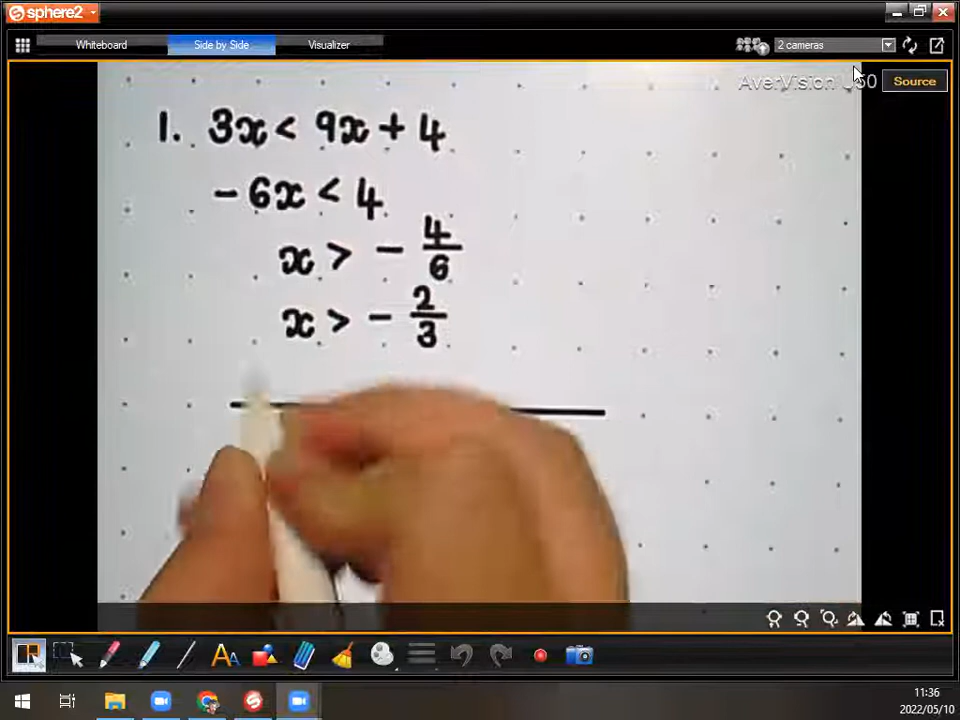 sphere2
Whiteboard Side by Side Visualizer 2 cameras
AverVision Source
1. 3x < 9x + 4
- 6x < 4
x > - 4/6
x > - 2/3
11:36
2022/05/10